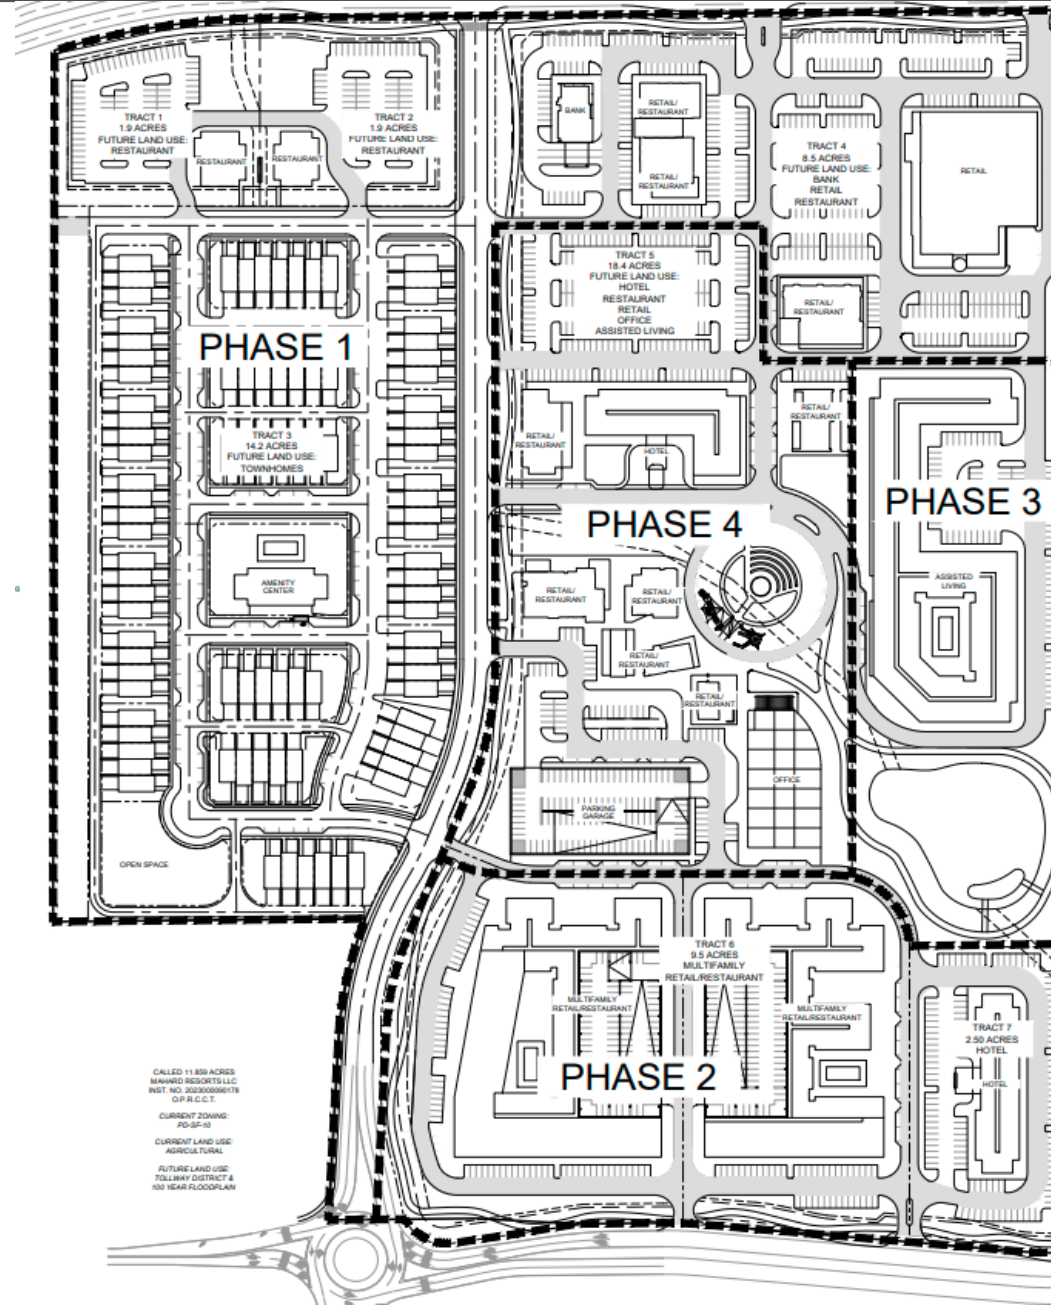 TRACT 1
1.9 ACRES
FUTURE LAND USE:
RESTAURANT
TRACT 2
1.9 ACRES
FUTURE LAND USE:
RESTAURANT
RESTAURANT
RESTAURANT
BANK
RETAIL/
RESTAURANT
RETAIL/
RESTAURANT
TRACT 4
8.5 ACRES
FUTURE LAND USE:
BANK
RETAIL
RESTAURANT
RETAIL
TRACT 5
18.4 ACRES
FUTURE LAND USE:
HOTEL
RESTAURANT
RETAIL
OFFICE
ASSISTED LIVING
RETAIL/
RESTAURANT
PHASE 1
TRACT 3
14.2 ACRES
FUTURE LAND USE:
TOWNHOMES
RETAIL/
RESTAURANT
HOTEL
RETAIL/
RESTAURANT
PHASE 4
PHASE 3
AMENITY
CENTER
RETAIL/
RESTAURANT
RETAIL/
RESTAURANT
ASSISTED
LIVING
RETAIL/
RESTAURANT
RETAIL/
RESTAURANT
OFFICE
PARKING
GARAGE
OPEN SPACE
TRACT 6
9.5 ACRES
MULTIFAMILY
RETAIL/RESTAURANT
MULTIFAMILY
RETAIL/RESTAURANT
MULTIFAMILY
RETAIL/RESTAURANT
PHASE 2
TRACT 7
2.50 ACRES
HOTEL
HOTEL
CALLED 11.859 ACRES
MAHARD RESORTS LLC
INST. NO.
O.P.R.C.C.T.
CURRENT ZONING:
PD-SF-10
CURRENT LAND USE:
AGRICULTURAL
FUTURE LAND USE:
TOLLWAY DISTRICT &
100 YEAR FLOODPLAIN